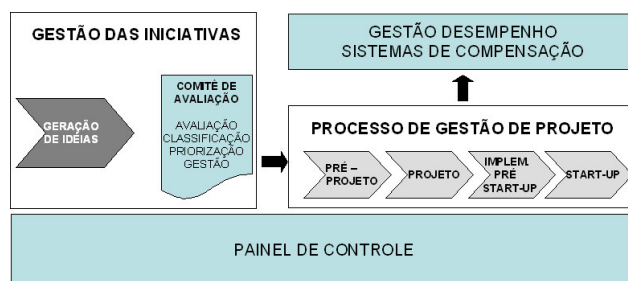 GESTÃO DAS INICIATIVAS
GERAÇÃO
DE IDÉIAS
COMITÊ DE
AVALIAÇÃO
AVALIAÇÃO
CLASSIFICAÇÃO
PRIORIZAÇÃO
GESTÃO
GESTÃO DESEMPENHO
SISTEMAS DE COMPENSAÇÃO
PROCESSO DE GESTÃO DE PROJETO
PRÉ –
PROJETO
PROJETO
IMPLEM.
PRÉ
START-UP
START-UP
PAINEL DE CONTROLE